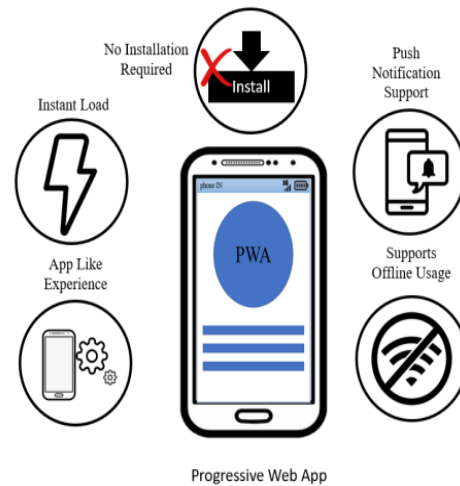 No Installation
Required
Install
Push
Notification
Support
Instant Load
phone IN
PWA
App Like
Experience
Supports
Offline Usage
Progressive Web App